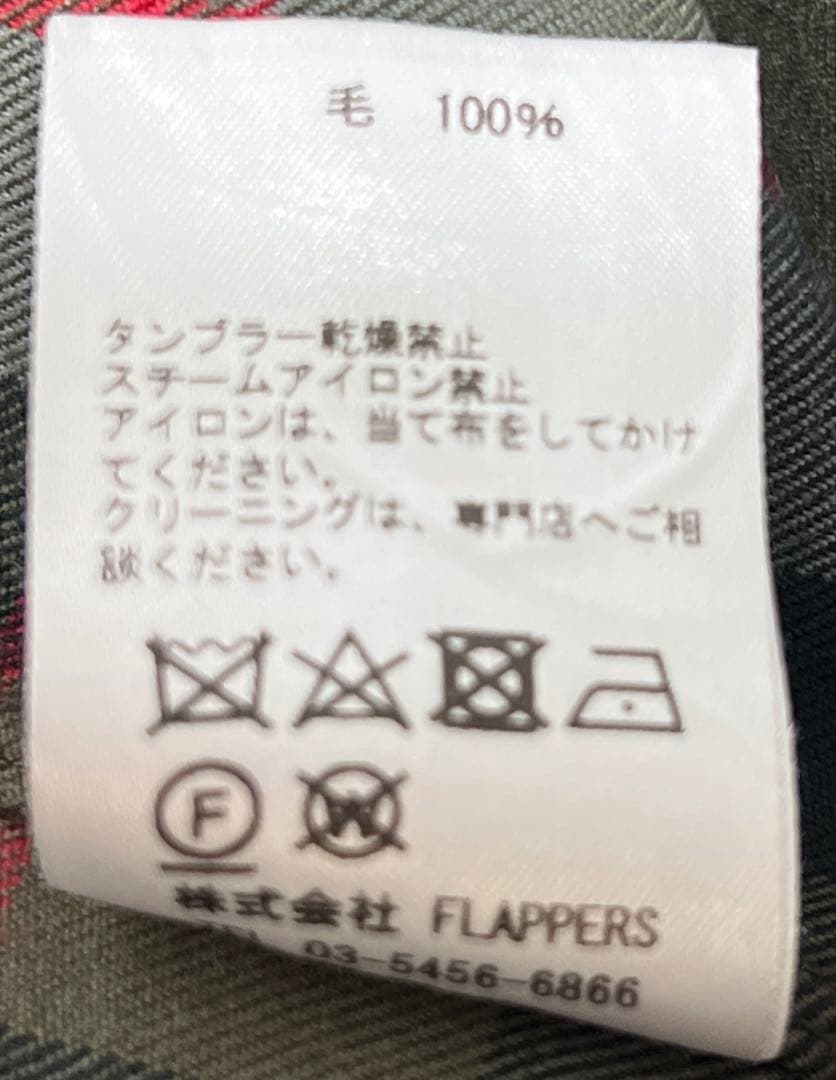 毛 100%
タンブラー乾燥禁止
スチームアイロン禁止
アイロンは、当て布をしてかけ
てください。
クリーニングは、専門店へご相
談ください。
F W
株式会社 FLAPPERS
TEL 03-5456-6866